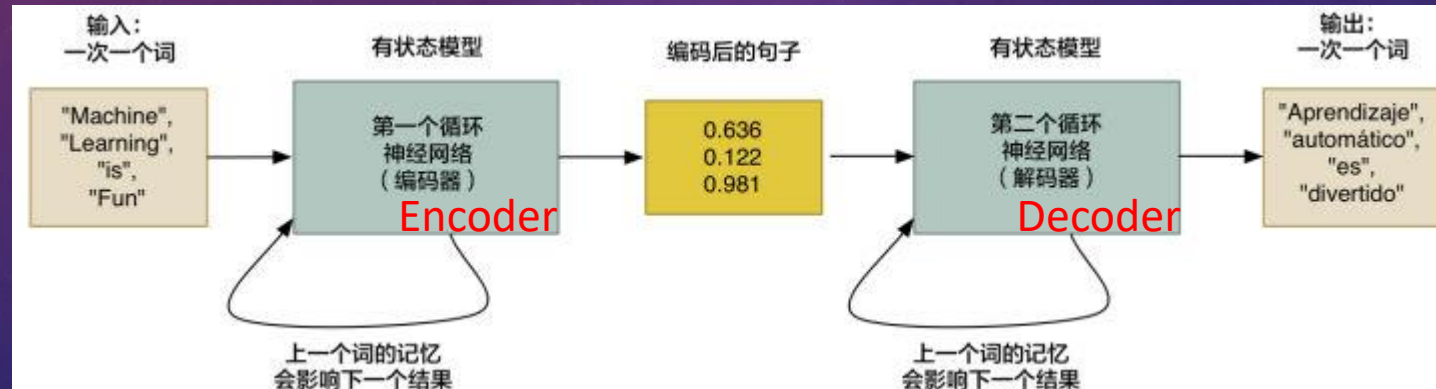 输入：
一次一个词
"Machine",
"Learning",
"is",
"Fun"
有状态模型
第一个循环
神经网络
（编码器）
Encoder
上一个词的记忆
会影响下一个结果
编码后的句子
0.636
0.122
0.981
有状态模型
第二个循环
神经网络
（解码器）
Decoder
上一个词的记忆
会影响下一个结果
输出：
一次一个词
"Aprendizaje",
"automático",
"es",
"divertido"